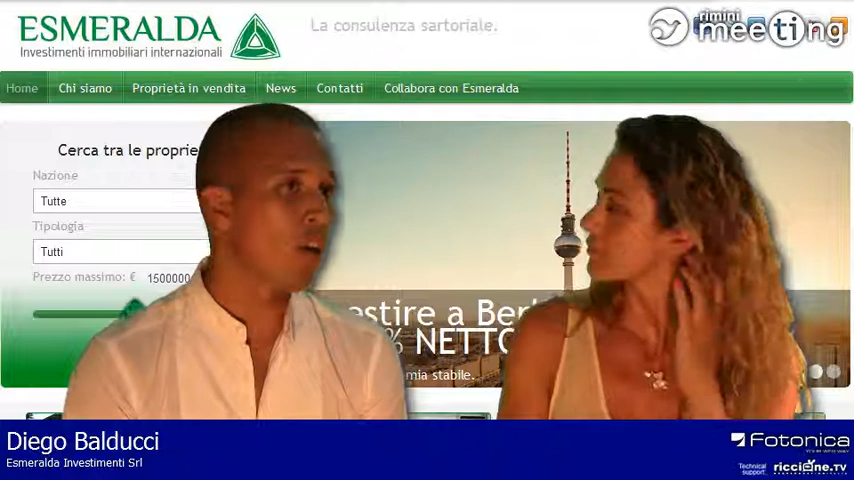 ESMERALDA
Investimenti immobiliari internazionali
La consulenza sartoriale.
rimini
meeting
Home
Chi siamo
Proprietà in vendita
News
Contatti
Collabora con Esmeralda
Cerca tra le proprie
Nazione
Tutte
Tipologia
Tutti
Prezzo massimo: € 1500000
estire a Ber
% NETTO
mia stabile.
Diego Balducci
Esmeralda Investimenti Srl
Fotonica
Technical
support:
riccione.tv